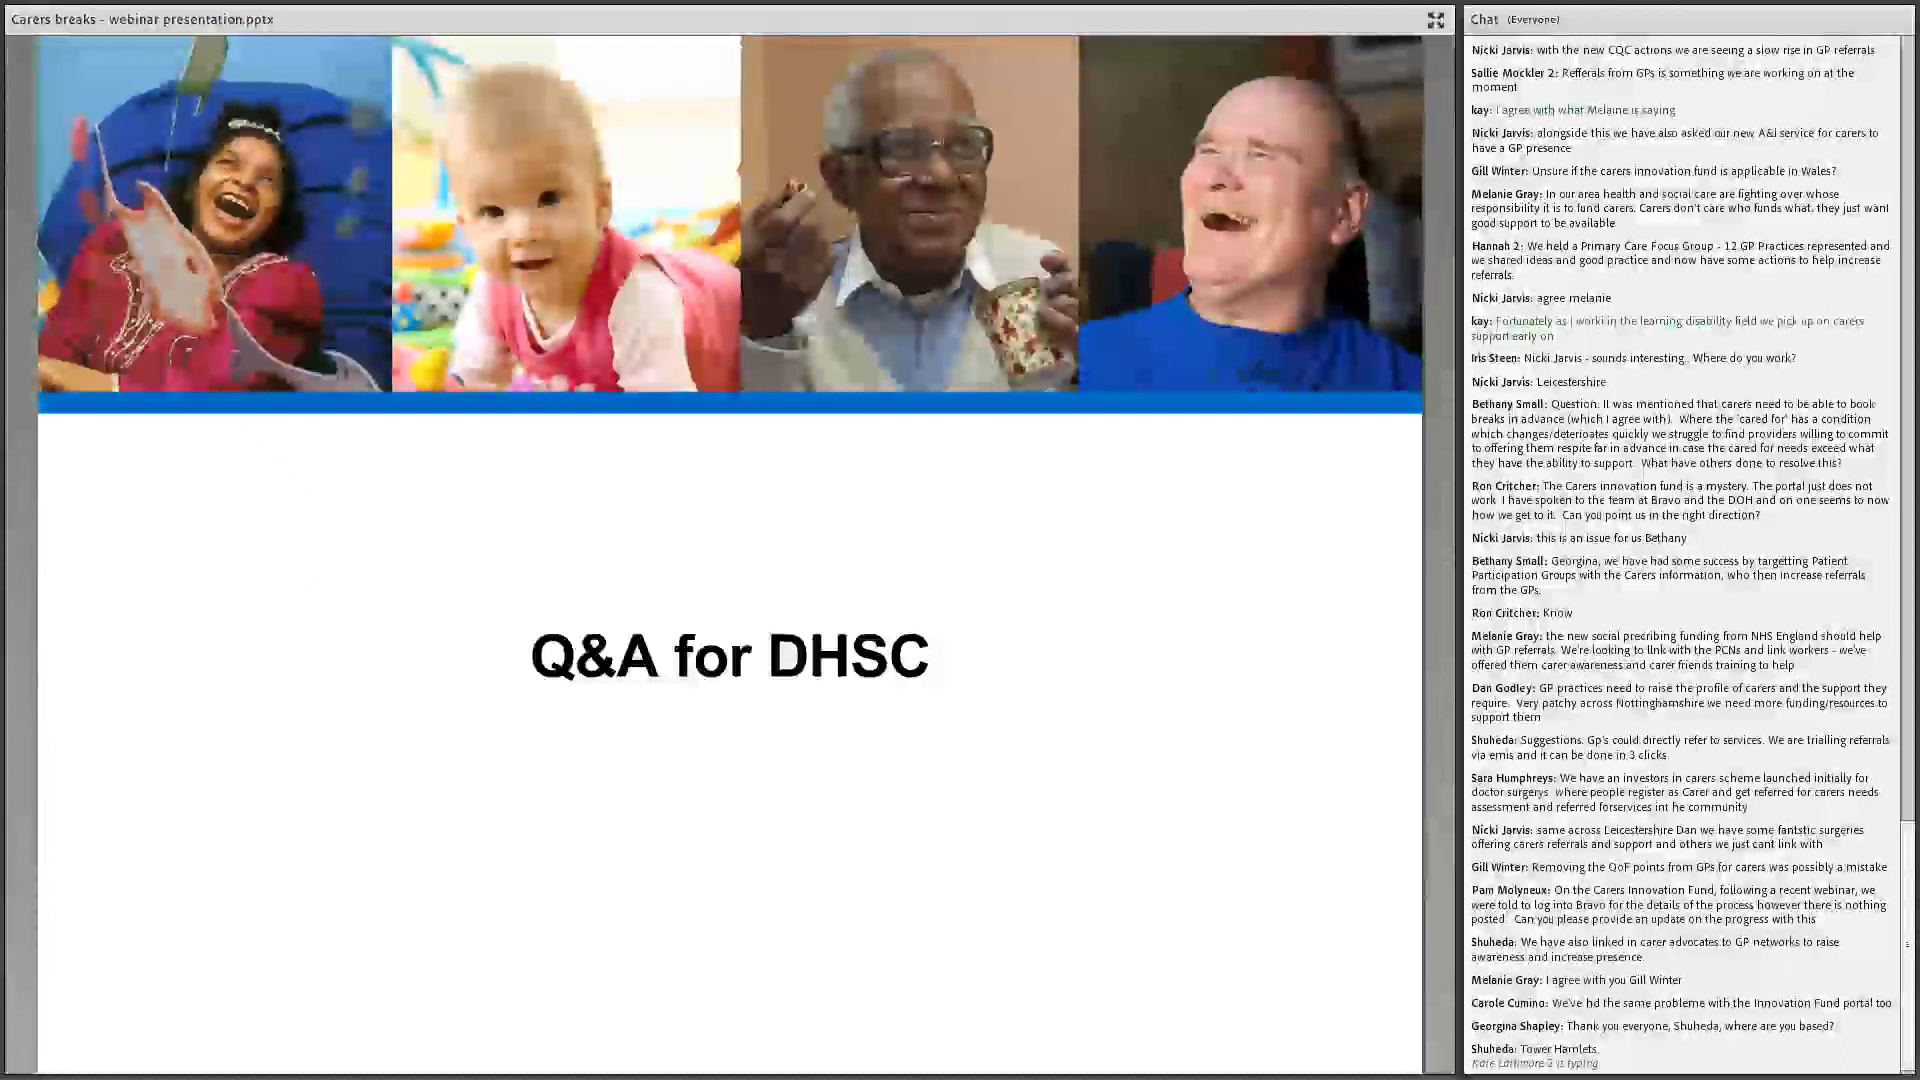 Carers breaks - webinar presentation.pptx
Q&A for DHSC
Chat (Everyone)
Nicki Jarvis: with the new CQC actions we are seeing a slow rise in GP referrals
Sallie Mockler 2: Refferals from GPs is something we are working on at the
moment
kay: I agree with what Melaine is saying
Nicki Jarvis: alongside this we have also asked our new A&I service for carers to
have a GP presence
Gill Winter: Unsure if the carers innovation fund is applicable in Wales?
Melanie Gray: In our area health and social care are fighting over whose
responsibility it is to fund carers. Carers don't care who funds what, they just want
good support to be available
Hannah 2: We held a Primary Care Focus Group - 12 GP Practices represented and
we shared ideas and good practice and now have some actions to help increase
referrals.
Nicki Jarvis: agree melanie
kay: Fortunately as I worki in the learning disability field we pick up on carers
support early on
Iris Steen: Nicki Jarvis - sounds interesting.. Where do you work?
Nicki Jarvis: Leicestershire
Bethany Small: Question: It was mentioned that carers need to be able to book
breaks in advance (which I agree with). Where the 'cared for' has a condition
which changes/deterioates quickly we struggle to find providers willing to commit
to offering them respite far in advance in case the cared for needs exceed what
they have the ability to support. What have others done to resolve this?
Ron Critcher: The Carers innovation fund is a mystery. The portal just does not
work. I have spoken to the team at Bravo and the DOH and on one seems to now
how we get to it. Can you point us in the right direction?
Nicki Jarvis: this is an issue for us Bethany
Bethany Small: Georgina, we have had some success by targetting Patient
Participation Groups with the Carers information, who then increase referrals
from the GPs.
Ron Critcher: Know
Melanie Gray: the new social precribing funding from NHS England should help
with GP referrals. We're looking to link with the PCNs and link workers - we've
offered them carer awareness and carer friends training to help
Dan Godley: GP practices need to raise the profile of carers and the support they
require. Very patchy across Nottinghamshire we need more funding/resources to
support them
Shuheda: Suggestions. Gp's could directly refer to services. We are trialling referrals
via emis and it can be done in 3 clicks
Sara Humphreys: We have an investors in carers scheme launched initially for
doctor surgerys where people register as Carer and get referred for carers needs
assessment and referred forservices int he community
Nicki Jarvis: same across Leicestershire Dan we have some fantstic surgeries
offering carers referrals and support and others we just cant link with
Gill Winter: Removing the QoF points from GPs for carers was possibly a mistake
Pam Molyneux: On the Carers Innovation Fund, following a recent webinar, we
were told to log into Bravo for the details of the process however there is nothing
posted. Can you please provide an update on the progress with this
Shuheda: We have also linked in carer advocates to GP networks to raise
awareness and increase presence.
Melanie Gray: I agree with you Gill Winter
Carole Cumino: We've hd the same probleme with the Innovation Fund portal too
Georgina Shapley: Thank you everyone, Shuheda, where are you based?
Shuheda: Tower Hamlets.
Kate Lattimore 2 is typing